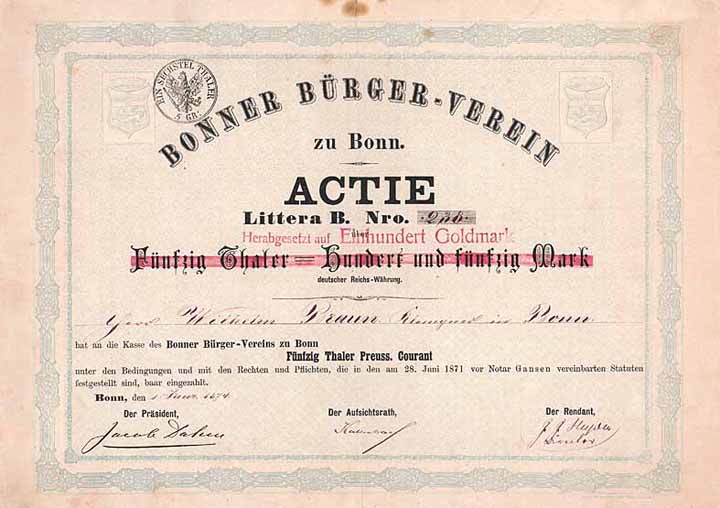 EIN SECHSTEL THALER
5 GR:
BONNER BÜRGER-VEREIN
zu Bonn.
ACTIE
Littera B. Nro.
über
Herabgesetzt auf Einhundert Goldmark
Fünfzig Thaler = Hundert und fünfzig Mark
deutscher Reichs-Währung.
Herr Wilhelm Braun in Bonn
hat an die Kasse des Bonner Bürger-Vereins zu Bonn
Fünfzig Thaler Preuss. Courant
unter den Bedingungen und mit den Rechten und Pflichten, die in den am 28. Juni 1871 vor Notar Gansen vereinbarten Statuten
festgestellt sind, baar eingezahlt.
Bonn, den 1874
Der Präsident, Der Aufsichtsrath, Der Rendant,
Jacob Dahm